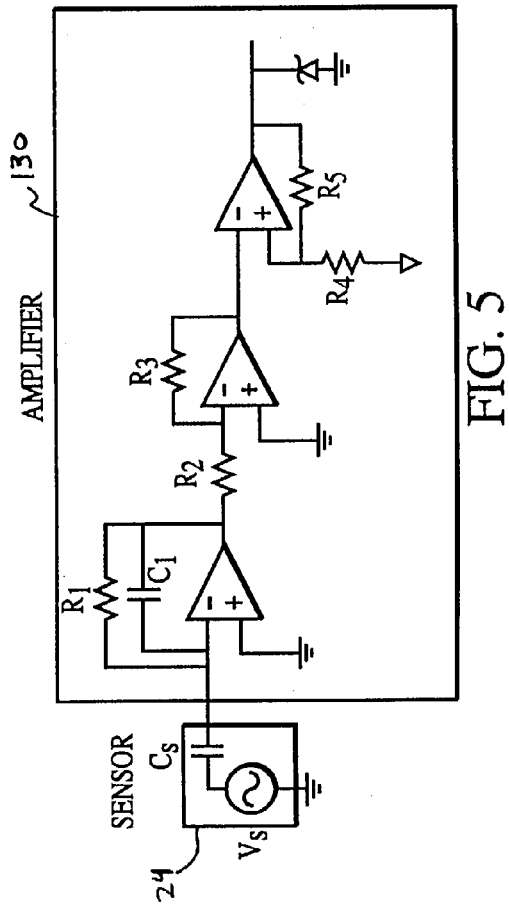 AMPLIFIER
130
SENSOR
24
Vs
Cs
R1
C1
-
+
R2
R3
-
+
-
+
R4
R5
FIG. 5